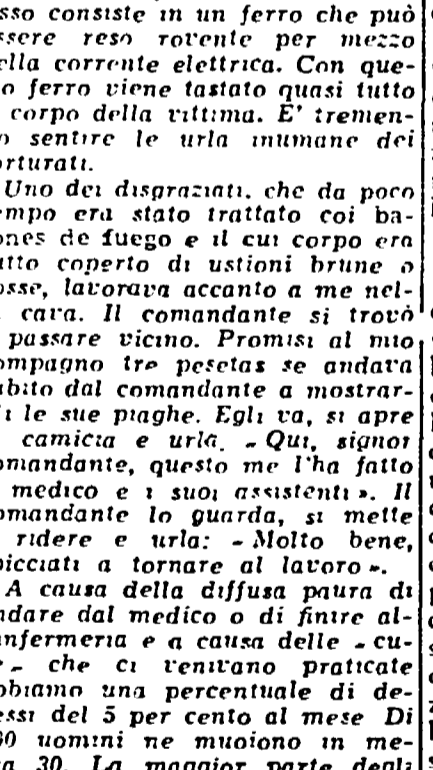 sso consiste in un ferro che può
ssere reso rovente per mezzo
ella corrente elettrica. Con que-
o ferro viene tastato quasi tutto
corpo della vittima. E' tremen-
o sentire le urla inumane dei
orturati.
Uno dei disgraziati, che da poco
empo era stato trattato coi ba-
ones de fuego e il cui corpo era
utto coperto di ustioni brune o
osse, lavorava accanto a me nel-
cava. Il comandante si trovò
passare vicino. Promisi al mio
ompagno tre pesetas se andava
ubito dal comandante a mostrar-
i le sue piaghe. Egli va, si apre
camicia e urla. « Qui, signor
omandante, questo me l'ha fatto
medico e i suoi assistenti ». Il
omandante lo guarda, si mette
ridere e urla: « Molto bene,
picciati a tornare al lavoro ».
A causa della diffusa paura di
ndare dal medico o di finire al-
infermeria e a causa delle « cu-
e » che ci venivano praticate
bbiamo una percentuale di de-
essi del 5 per cento al mese Di
00 uomini ne muoiono in me-
a 30. La maggior parte degli